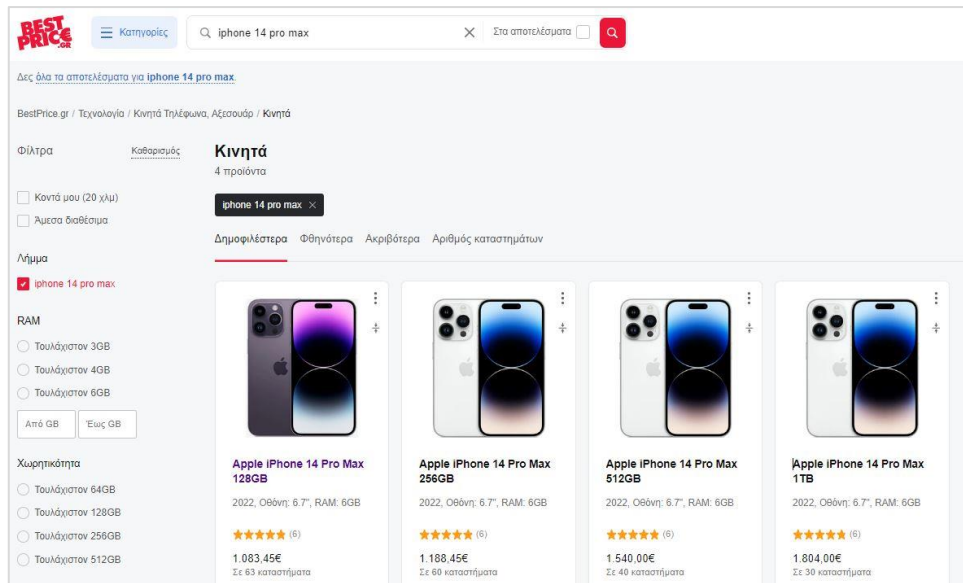 BEST
PRICE.GR
Κατηγορίες
iphone 14 pro max
Στα αποτελέσματα
Δες όλα τα αποτελέσματα για iphone 14 pro max.
BestPrice.gr / Τεχνολογία / Κινητά Τηλέφωνα, Αξεσουάρ / Κινητά
Φίλτρα
Καθαρισμός
Κοντά μου (20 χλμ)
Άμεσα διαθέσιμα
Λήμμα
iphone 14 pro max
RAM
Τουλάχιστον 3GB
Τουλάχιστον 4GB
Τουλάχιστον 6GB
Από GB
Έως GB
Χωρητικότητα
Τουλάχιστον 64GB
Τουλάχιστον 128GB
Τουλάχιστον 256GB
Τουλάχιστον 512GB
Κινητά
4 προϊόντα
iphone 14 pro max
Δημοφιλέστερα Φθηνότερα Ακριβότερα Αριθμός καταστημάτων
Apple iPhone 14 Pro Max
128GB
2022, Οθόνη: 6.7", RAM: 6GB
(6)
1.083,45€
Σε 63 καταστήματα
Apple iPhone 14 Pro Max
256GB
2022, Οθόνη: 6.7", RAM: 6GB
(6)
1.188,45€
Σε 60 καταστήματα
Apple iPhone 14 Pro Max
512GB
2022, Οθόνη: 6.7", RAM: 6GB
(6)
1.540,00€
Σε 40 καταστήματα
Apple iPhone 14 Pro Max
1TB
2022, Οθόνη: 6.7", RAM: 6GB
(6)
1.804,00€
Σε 30 καταστήματα